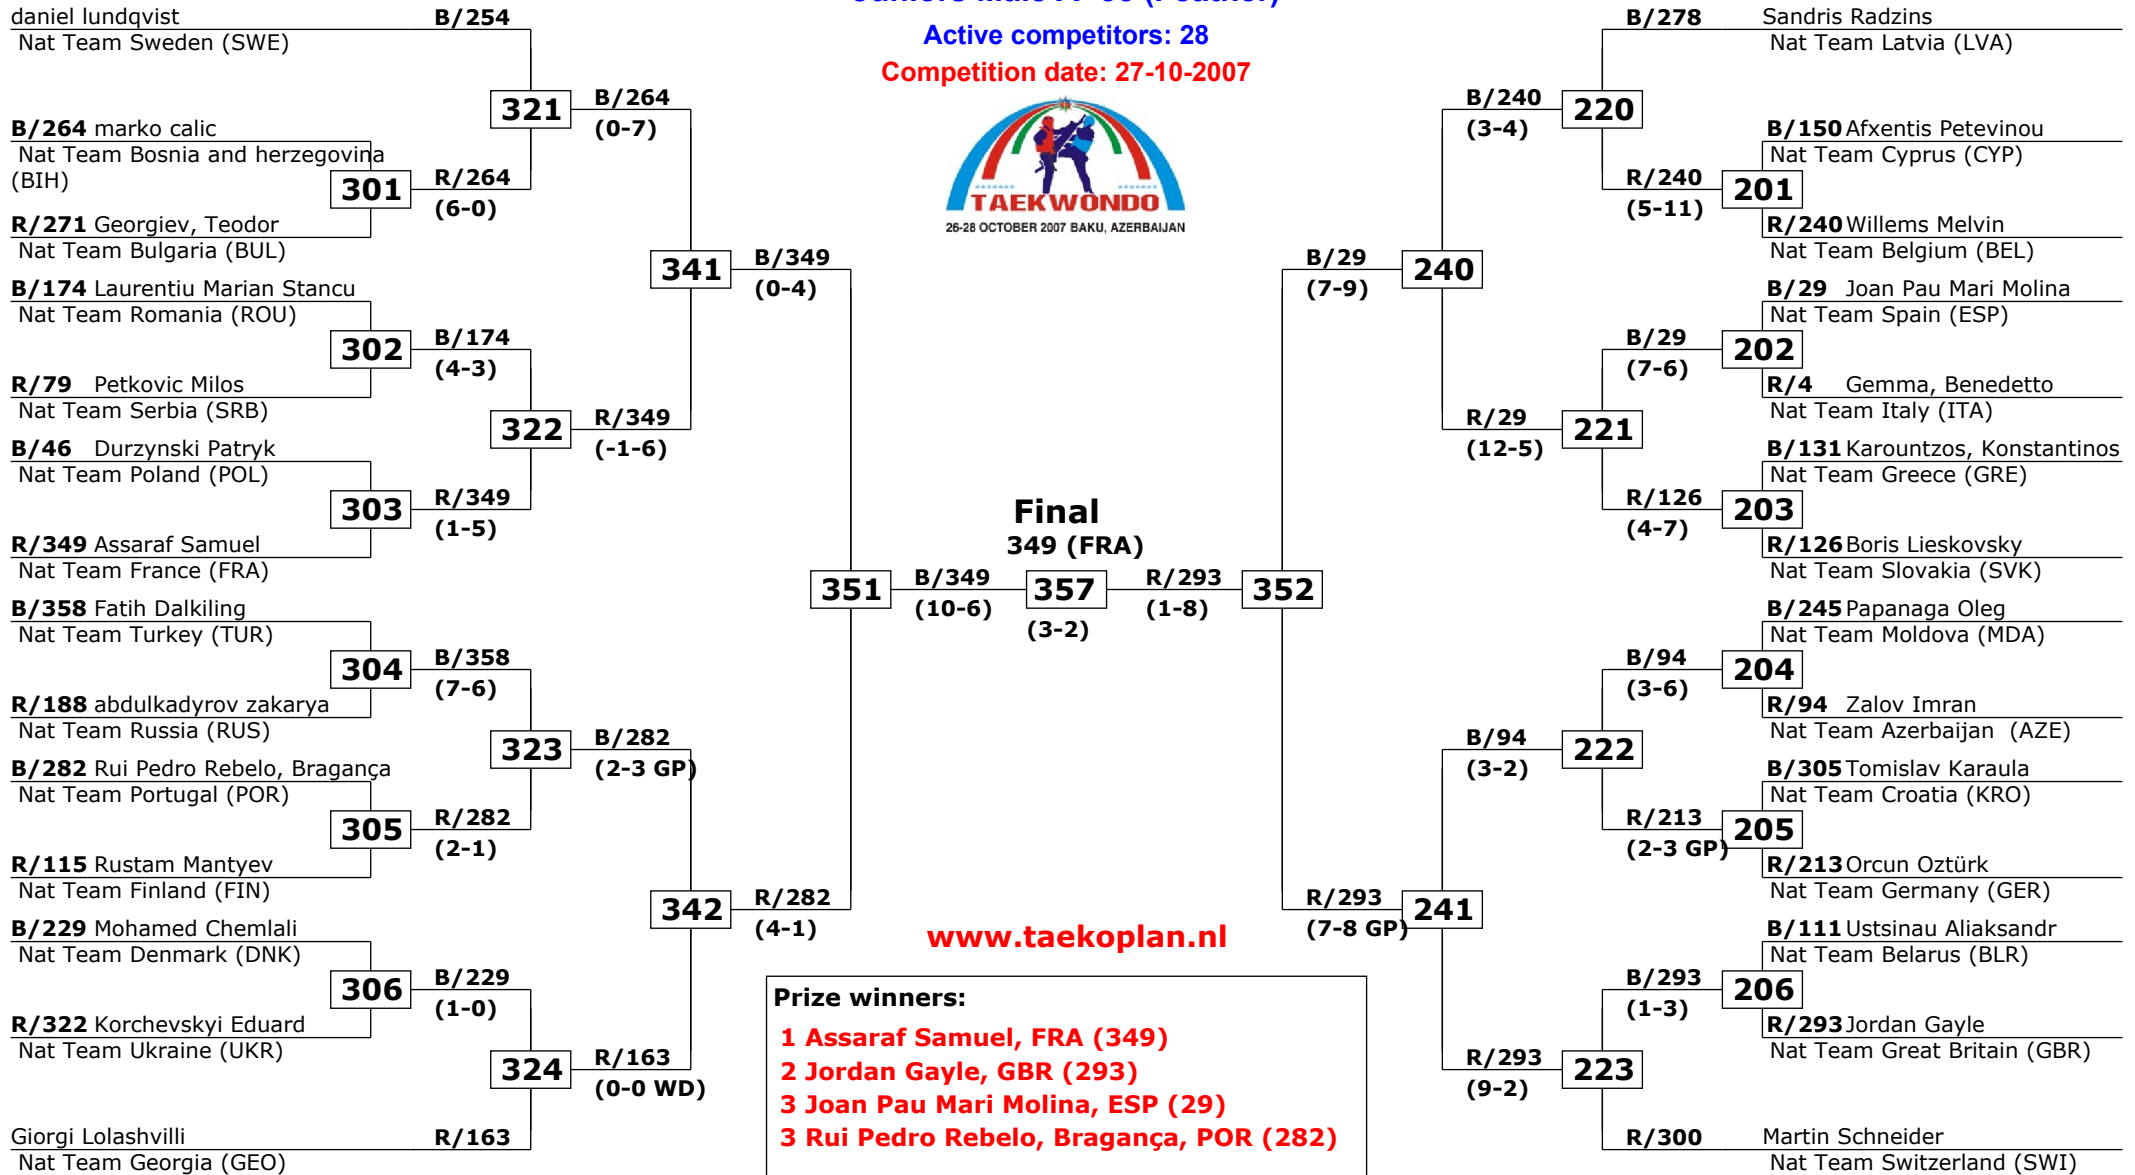 Active competitors: 28
Competition date: 27-10-2007
TAEKWONDO
26-28 OCTOBER 2007 BAKU, AZERBAIJAN
daniel lundqvist B/254
Nat Team Sweden (SWE)
321
B/264
(0-7)
B/264 marko calic
Nat Team Bosnia and herzegovina
(BIH)
301
R/264
(6-0)
R/271 Georgiev, Teodor
Nat Team Bulgaria (BUL)
341
B/349
(0-4)
B/174 Laurentiu Marian Stancu
Nat Team Romania (ROU)
302
B/174
(4-3)
R/79 Petkovic Milos
Nat Team Serbia (SRB)
322
R/349
(-1-6)
B/46 Durzynski Patryk
Nat Team Poland (POL)
303
R/349
(1-5)
R/349 Assaraf Samuel
Nat Team France (FRA)
351
B/349
(10-6)
B/358 Fatih Dalkiling
Nat Team Turkey (TUR)
304
B/358
(7-6)
R/188 abdulkadyrov zakarya
Nat Team Russia (RUS)
323
B/282
(2-3 GP)
B/282 Rui Pedro Rebelo, Bragança
Nat Team Portugal (POR)
305
R/282
(2-1)
R/115 Rustam Mantyev
Nat Team Finland (FIN)
342
R/282
(4-1)
B/229 Mohamed Chemlali
Nat Team Denmark (DNK)
306
B/229
(1-0)
R/322 Korchevskyi Eduard
Nat Team Ukraine (UKR)
324
R/163
(0-0 WD)
Giorgi Lolashvilli R/163
Nat Team Georgia (GEO)
Final
349 (FRA)
357
(3-2)
B/278 Sandris Radzins
Nat Team Latvia (LVA)
B/240
(3-4)
220
B/150 Afxentis Petevinou
Nat Team Cyprus (CYP)
R/240
(5-11)
201
R/240 Willems Melvin
Nat Team Belgium (BEL)
B/29
(7-9)
240
B/29 Joan Pau Mari Molina
Nat Team Spain (ESP)
B/29
(7-6)
202
R/4 Gemma, Benedetto
Nat Team Italy (ITA)
R/29
(12-5)
221
B/131 Karountzos, Konstantinos
Nat Team Greece (GRE)
R/126
(4-7)
203
R/126 Boris Lieskovsky
Nat Team Slovakia (SVK)
R/293
(1-8)
352
B/245 Papanaga Oleg
Nat Team Moldova (MDA)
B/94
(3-6)
204
R/94 Zalov Imran
Nat Team Azerbaijan (AZE)
B/94
(3-2)
222
B/305 Tomislav Karaula
Nat Team Croatia (KRO)
R/213
(2-3 GP)
205
R/213 Orcun Oztürk
Nat Team Germany (GER)
R/293
(7-8 GP)
241
B/111 Ustsinau Aliaksandr
Nat Team Belarus (BLR)
B/293
(1-3)
206
R/293 Jordan Gayle
Nat Team Great Britain (GBR)
R/293
(9-2)
223
R/300 Martin Schneider
Nat Team Switzerland (SWI)
www.taekoplan.nl
Prize winners:
1 Assaraf Samuel, FRA (349)
2 Jordan Gayle, GBR (293)
3 Joan Pau Mari Molina, ESP (29)
3 Rui Pedro Rebelo, Bragança, POR (282)